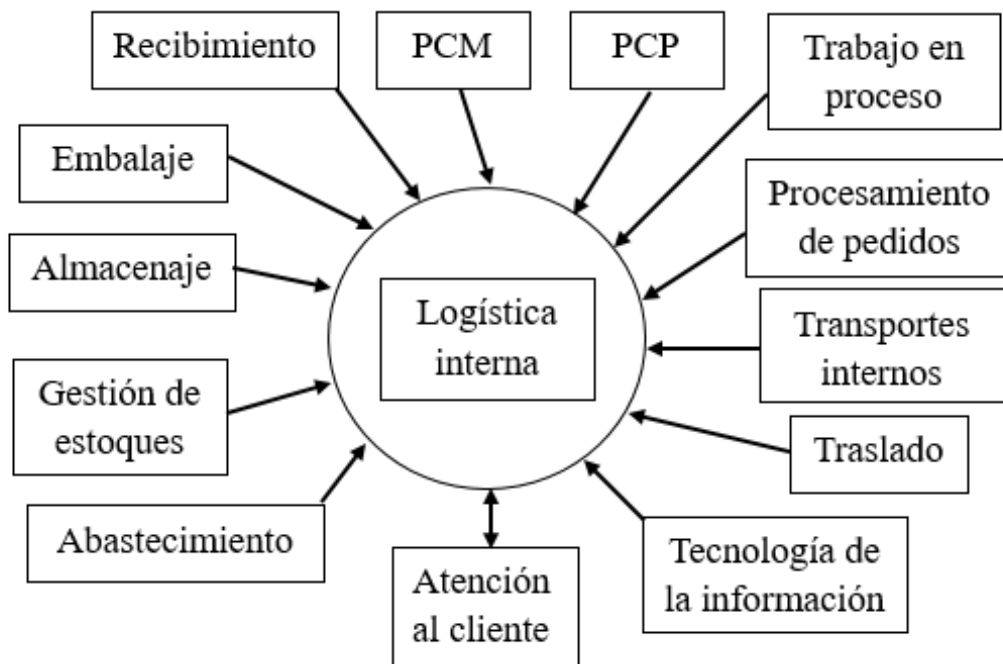 Recibimiento
PCM
PCP
Trabajo en
proceso
Embalaje
Procesamiento
de pedidos
Almacenaje
Logística
interna
Transportes
internos
Gestión de
estoques
Traslado
Abastecimiento
Atención
al cliente
Tecnología de
la información